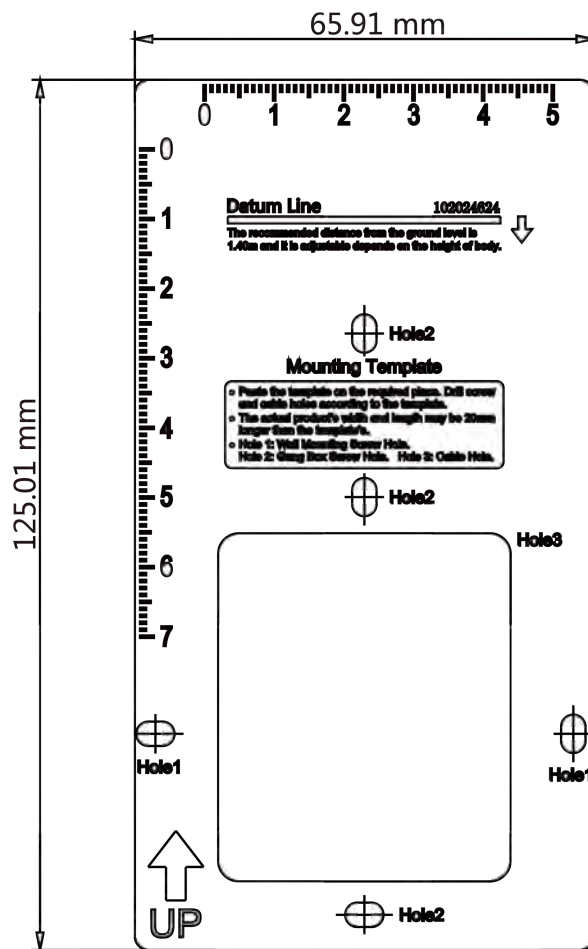 65.91 mm
125.01 mm
0 1 2 3 4 5
0
1
2
3
4
5
6
7
Datum Line 102024624
The recommended distance from the ground level is
1.40m and it is adjustable depends on the height of body.
Hole2
Mounting Template
Paste the template on the required place. Drill screw
and cable holes according to the template.
The actual product's width and length may be 20mm
longer than the template's.
Hole 1: Wall Mounting Screw Hole.
Hole 2: Gang Box Screw Hole. Hole 3: Cable Hole.
Hole2
Hole3
Hole1
Hole1
UP
Hole2